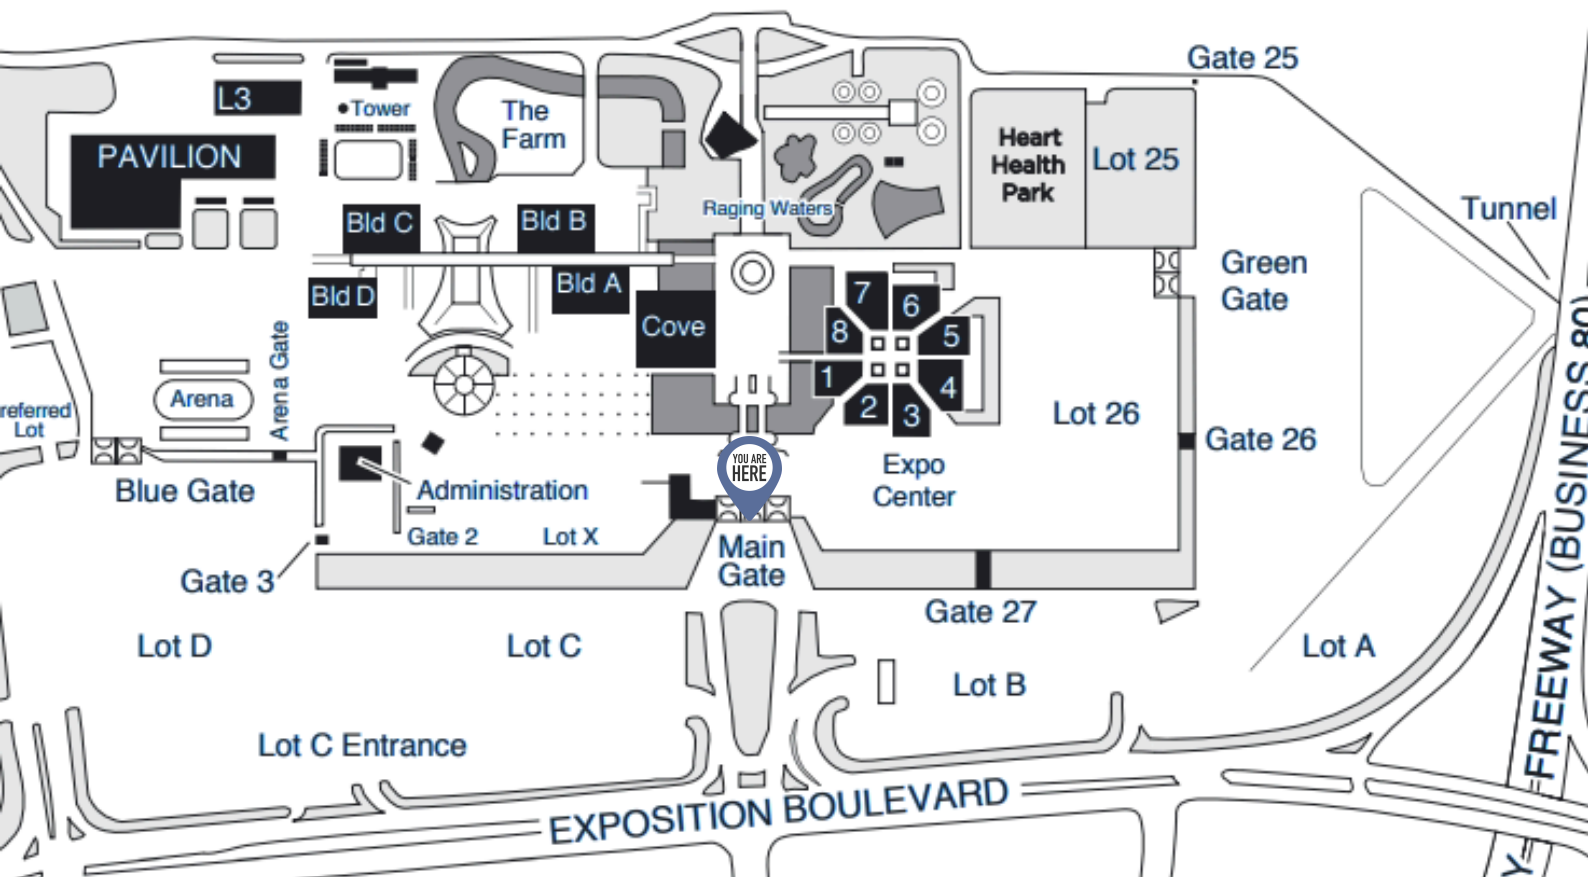 Gate 25
L3
Tower
The
Farm
PAVILION
Heart
Health
Park
Lot 25
Tunnel
Raging Waters
Bld C
Bld B
Green
Gate
Bld D
Bld A
7
6
Cove
8
5
Arena Gate
1
4
2
3
Arena
Lot 26
referred
Lot
Gate 26
YOU ARE
HERE
Expo
Center
Blue Gate
Administration
Gate 2
Lot X
Main
Gate
Gate 3
Gate 27
Lot D
Lot C
Lot A
Lot B
Lot C Entrance
EXPOSITION BOULEVARD
FREEWAY (BUSINESS 80)
Y